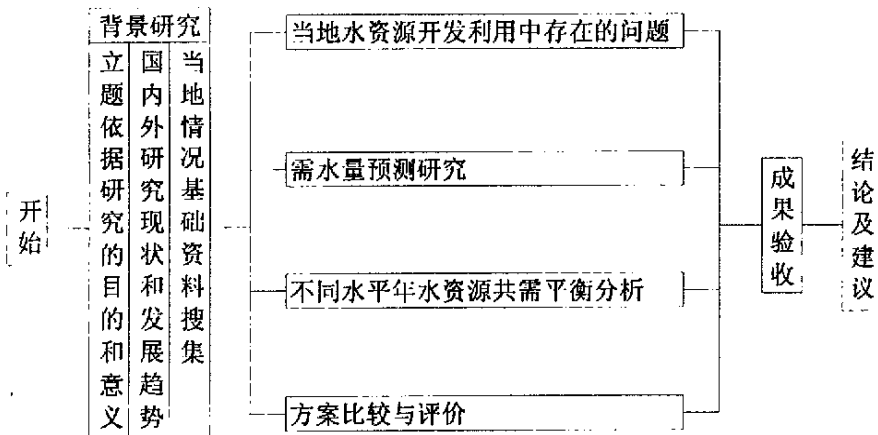 开始
背景研究
立题依据研究的目的和意义
国内外研究现状和发展趋势
当地情况基础资料搜集
当地水资源开发利用中存在的问题
需水量预测研究
不同水平年水资源共需平衡分析
方案比较与评价
成果验收
结论及建议